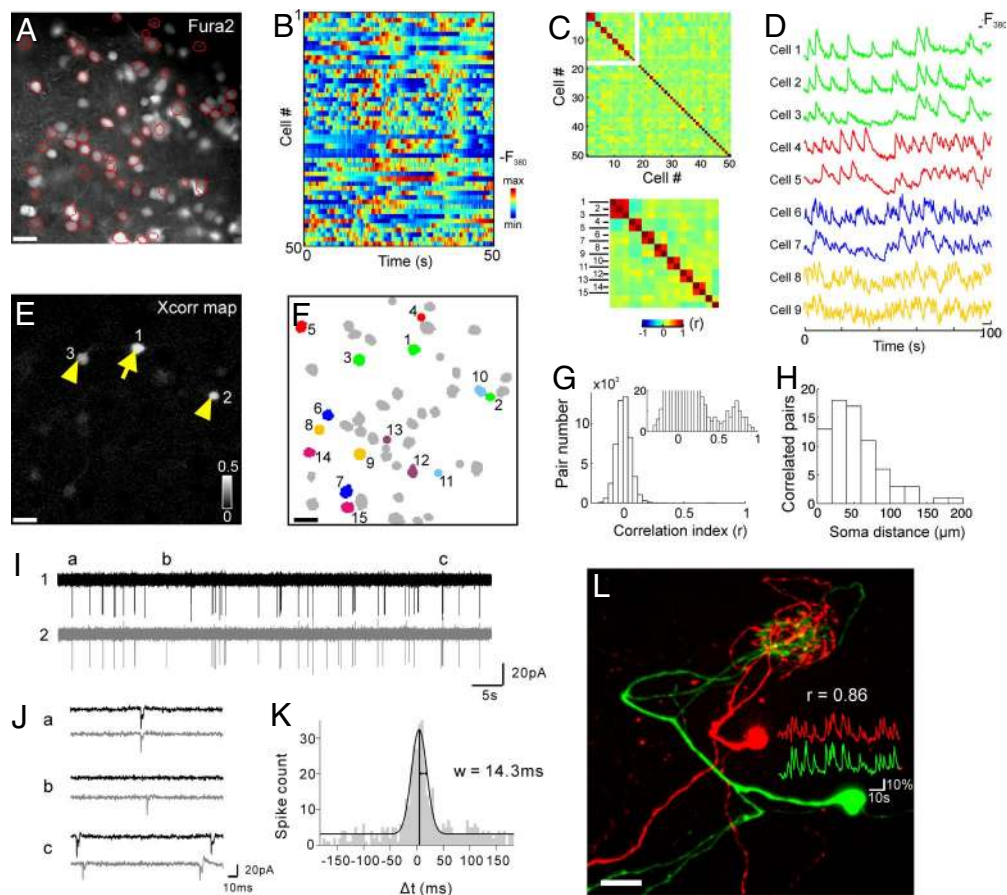 A
Fura2
B
1
Cell #
50
0
Time (s)
50
-F380
max
min
C
Cell #
10
20
30
40
50
10 20 30 40 50
Cell #
1
2
3
4
5
6
7
8
9
10
11
12
13
14
15
-1 0 1 (r)
D
-F380
Cell 1
Cell 2
Cell 3
Cell 4
Cell 5
Cell 6
Cell 7
Cell 8
Cell 9
0
Time (s)
100
E
Xcorr map
1
3
2
0.5
0
F
5
4
1
3
10
2
6
8
13
14
9
12
11
7
15
G
x10³
Pair number
10
5
0
0 0.5 1
Correlation index (r)
0 0.5 1
H
Correlated pairs
20
15
10
5
0
0 50 100 150 200
Soma distance (µm)
I
a
b
c
1
2
20pA
5s
J
a
b
c
20pA
10ms
K
Spike count
30
20
10
0
-150 -100 -50 0 50 100 150
Δt (ms)
w = 14.3ms
L
r = 0.86
10%
10s